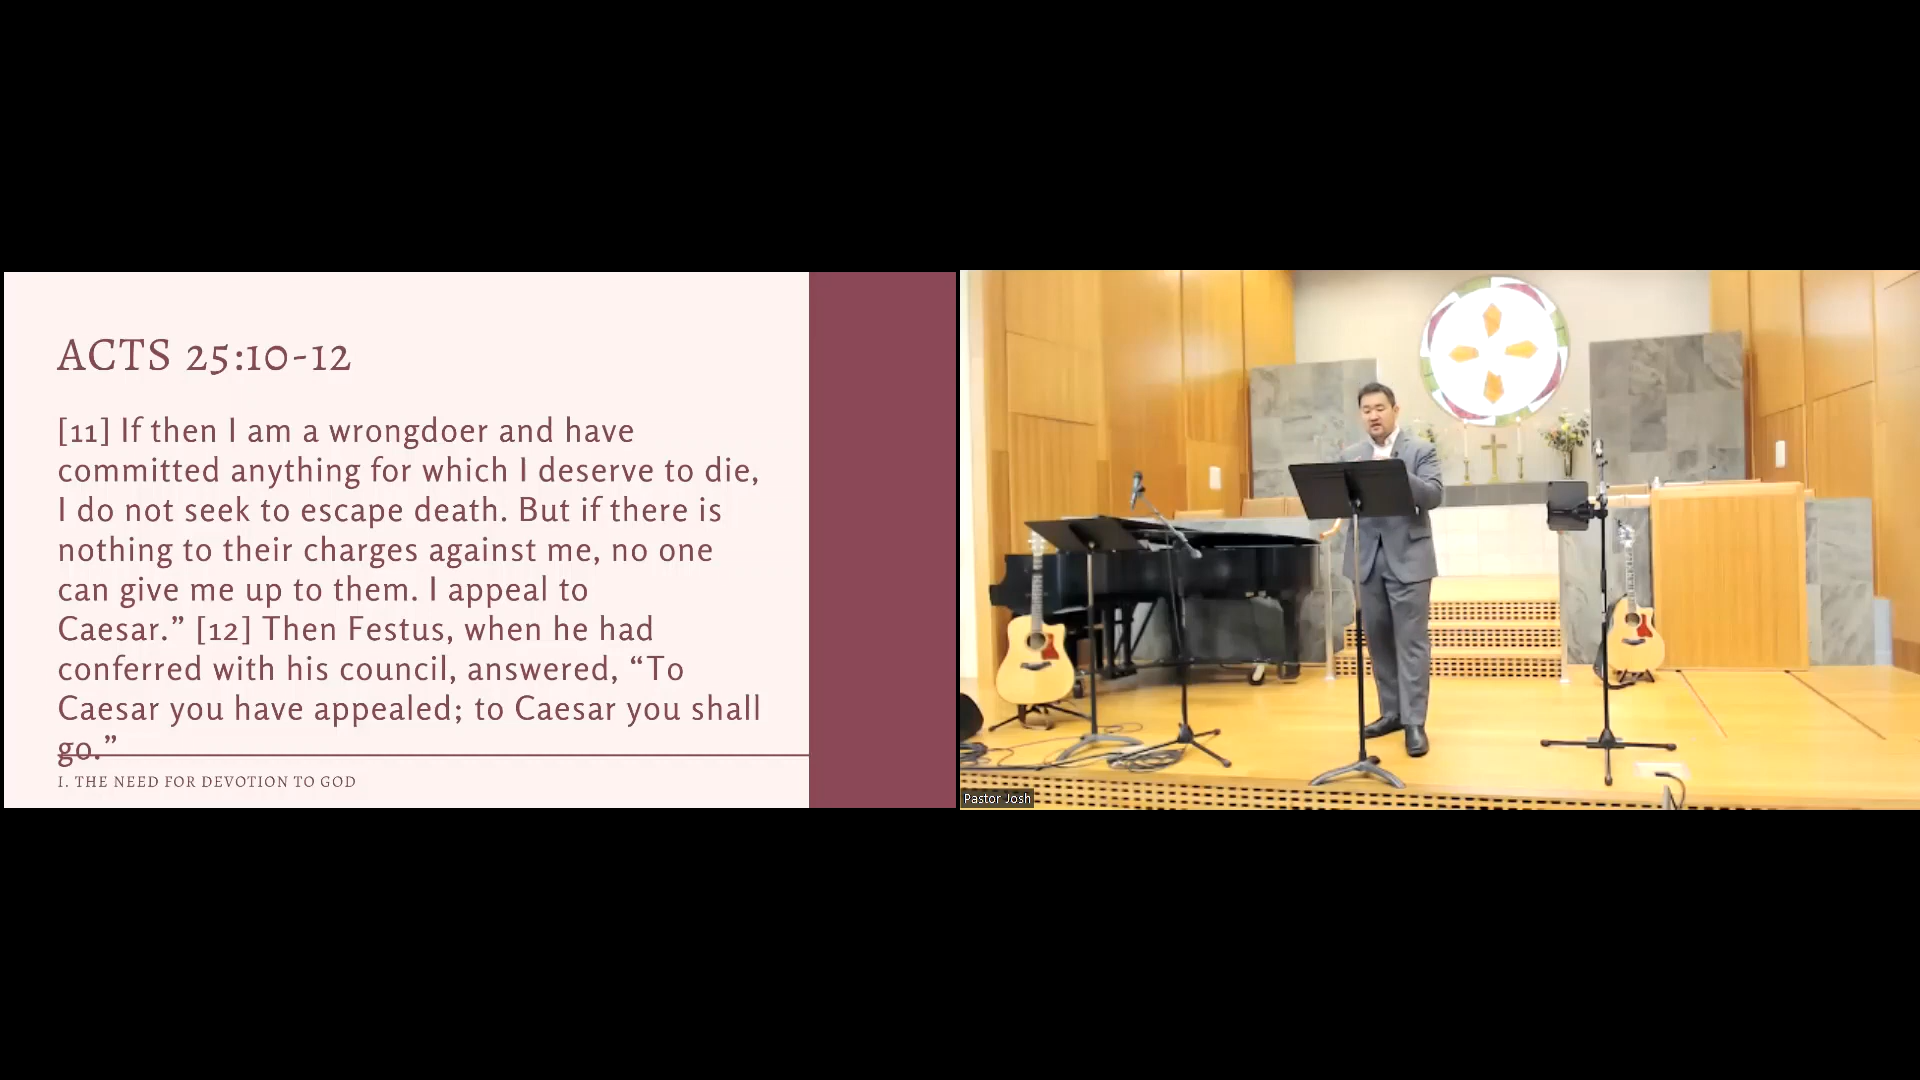 ACTS 25:10-12
[11] If then I am a wrongdoer and have
committed anything for which I deserve to die,
I do not seek to escape death. But if there is
nothing to their charges against me, no one
can give me up to them. I appeal to
Caesar.” [12] Then Festus, when he had
conferred with his council, answered, “To
Caesar you have appealed; to Caesar you shall
go.”
I. THE NEED FOR DEVOTION TO GOD
Pastor Josh